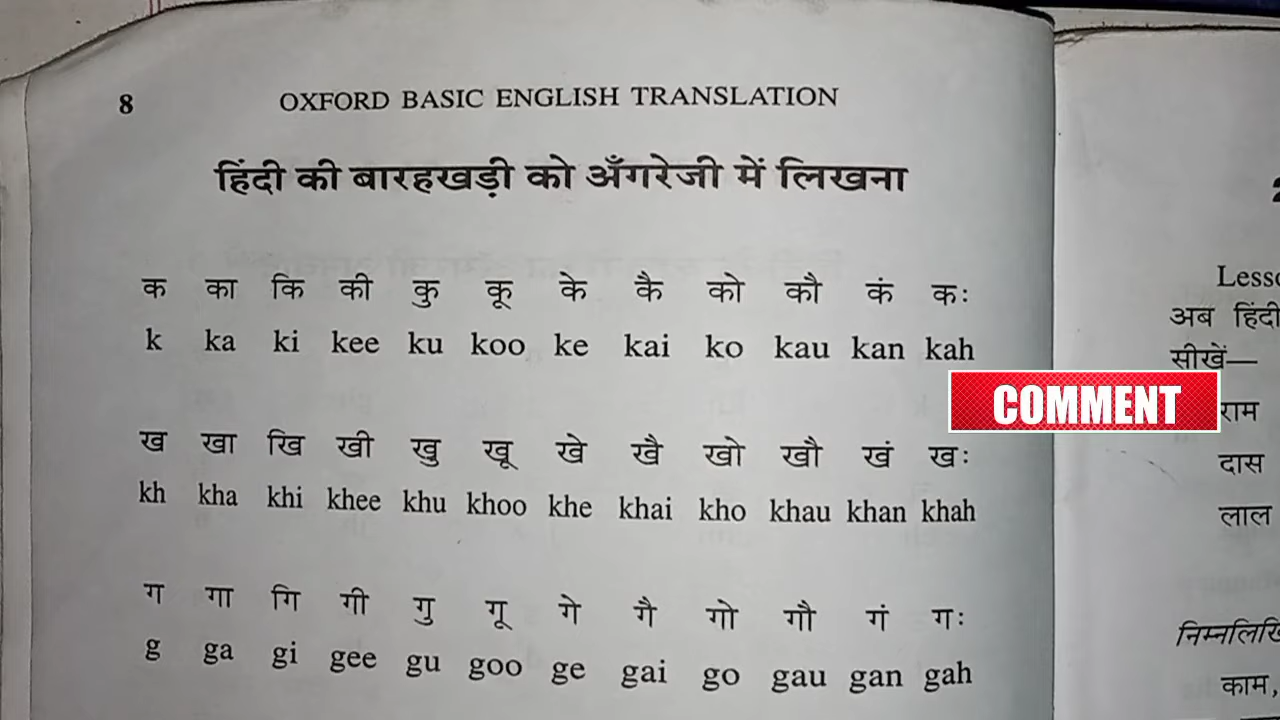 8 OXFORD BASIC ENGLISH TRANSLATION
हिंदी की बारहखड़ी को अँगरेजी में लिखना
क का कि की कु कू के कै को कौ कं कः
k ka ki kee ku koo ke kai ko kau kan kah
ख खा खि खी खु खू खे खै खो खौ खं खः
kh kha khi khee khu khoo khe khai kho khau khan khah
ग गा गि गी गु गू गे गै गो गौ गं गः
g ga gi gee gu goo ge gai go gau gan gah
COMMENT
अब हिंदी
सीखें—
राम
दास
लाल
काम,